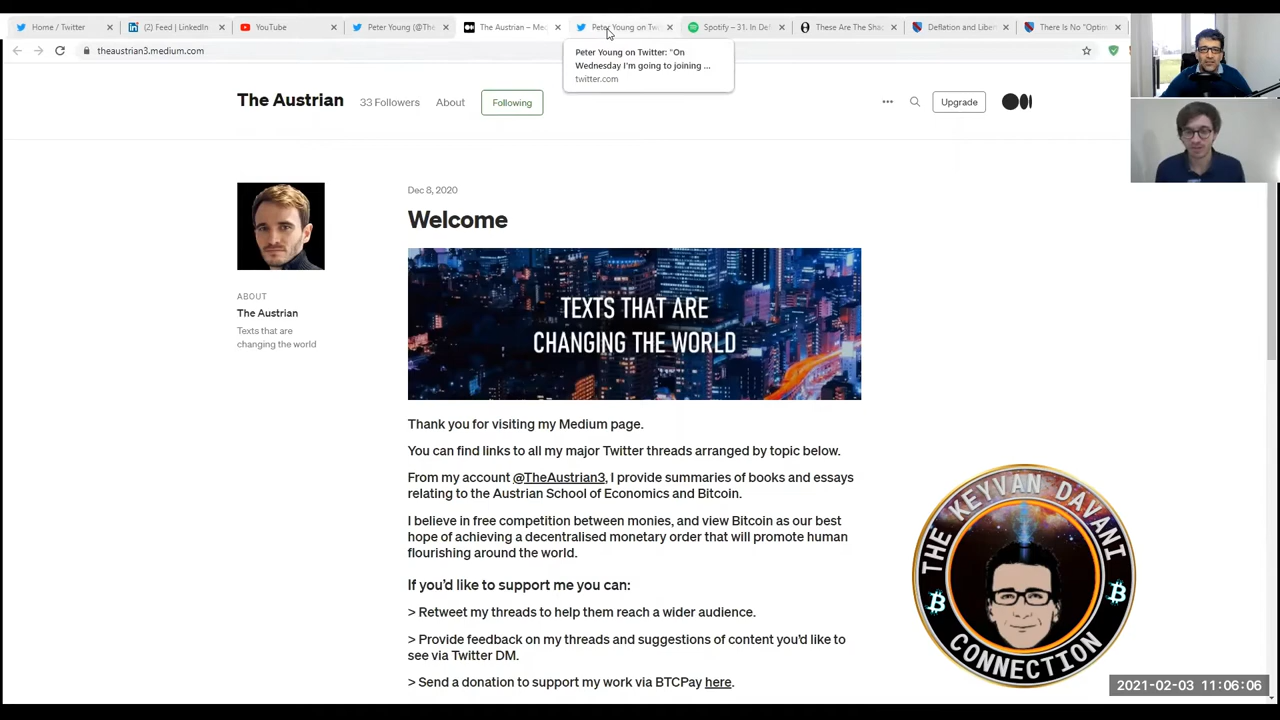 Home / Twitter
(2) Feed | LinkedIn
YouTube
Peter Young (@The
The Austrian – Med
Peter Young on Twi
Spotify – 31. In Def
These Are The Sha
Deflation and Libert
There Is No "Optim
theaustrian3.medium.com
Peter Young on Twitter: "On
Wednesday I'm going to joining ...
twitter.com
The Austrian
33 Followers
About
Following
Upgrade
Dec 8, 2020
Welcome
TEXTS THAT ARE
CHANGING THE WORLD
ABOUT
The Austrian
Texts that are
changing the world
Thank you for visiting my Medium page.
You can find links to all my major Twitter threads arranged by topic below.
From my account @TheAustrian3, I provide summaries of books and essays
relating to the Austrian School of Economics and Bitcoin.
I believe in free competition between monies, and view Bitcoin as our best
hope of achieving a decentralised monetary order that will promote human
flourishing around the world.
If you'd like to support me you can:
> Retweet my threads to help them reach a wider audience.
> Provide feedback on my threads and suggestions of content you'd like to
see via Twitter DM.
> Send a donation to support my work via BTCPay here.
THE KEYVAN DAVANI
CONNECTION
2021-02-03 11:06:06